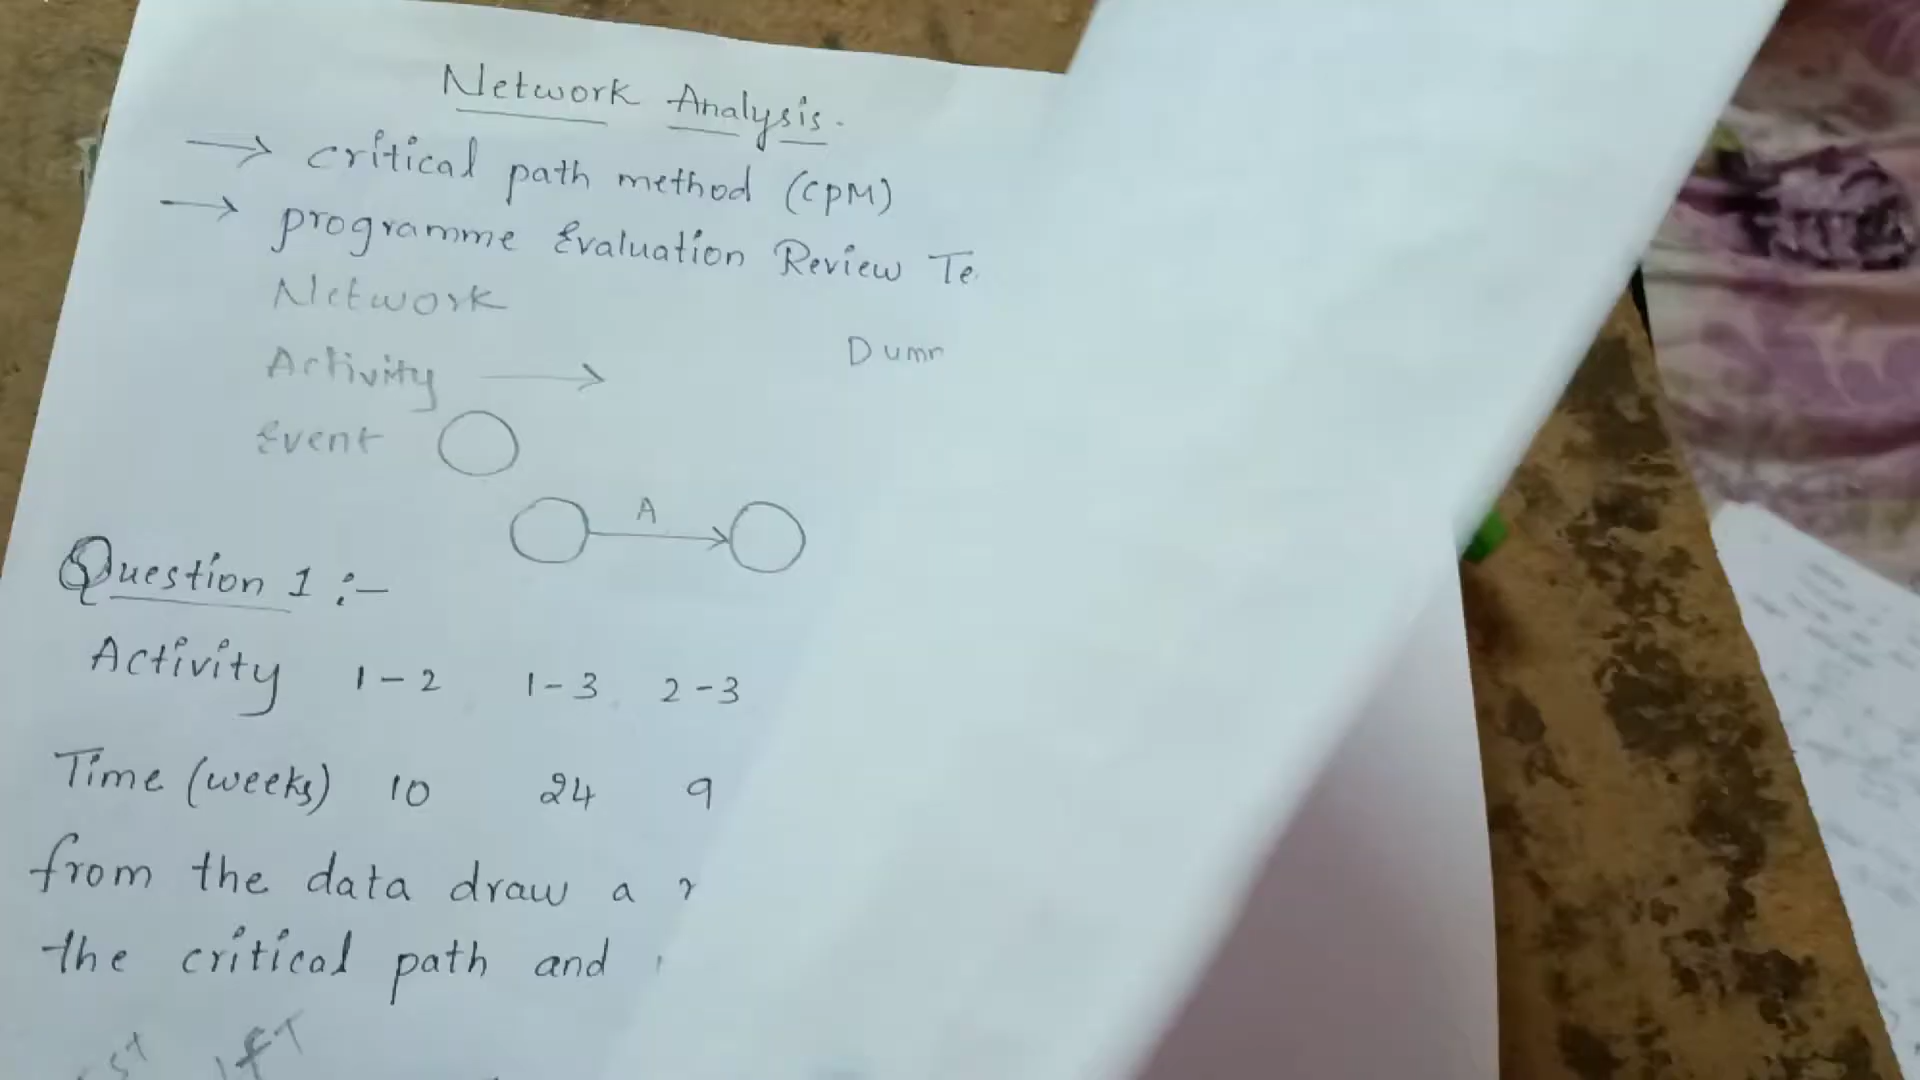 Network Analysis.
→ critical path method (CPM)
→ programme Evaluation Review Te
Network
Activity →
Dumm
Event
A
Question 1 :-
Activity 1-2 1-3 2-3
Time (weeks) 10 24 9
from the data draw a
the critical path and